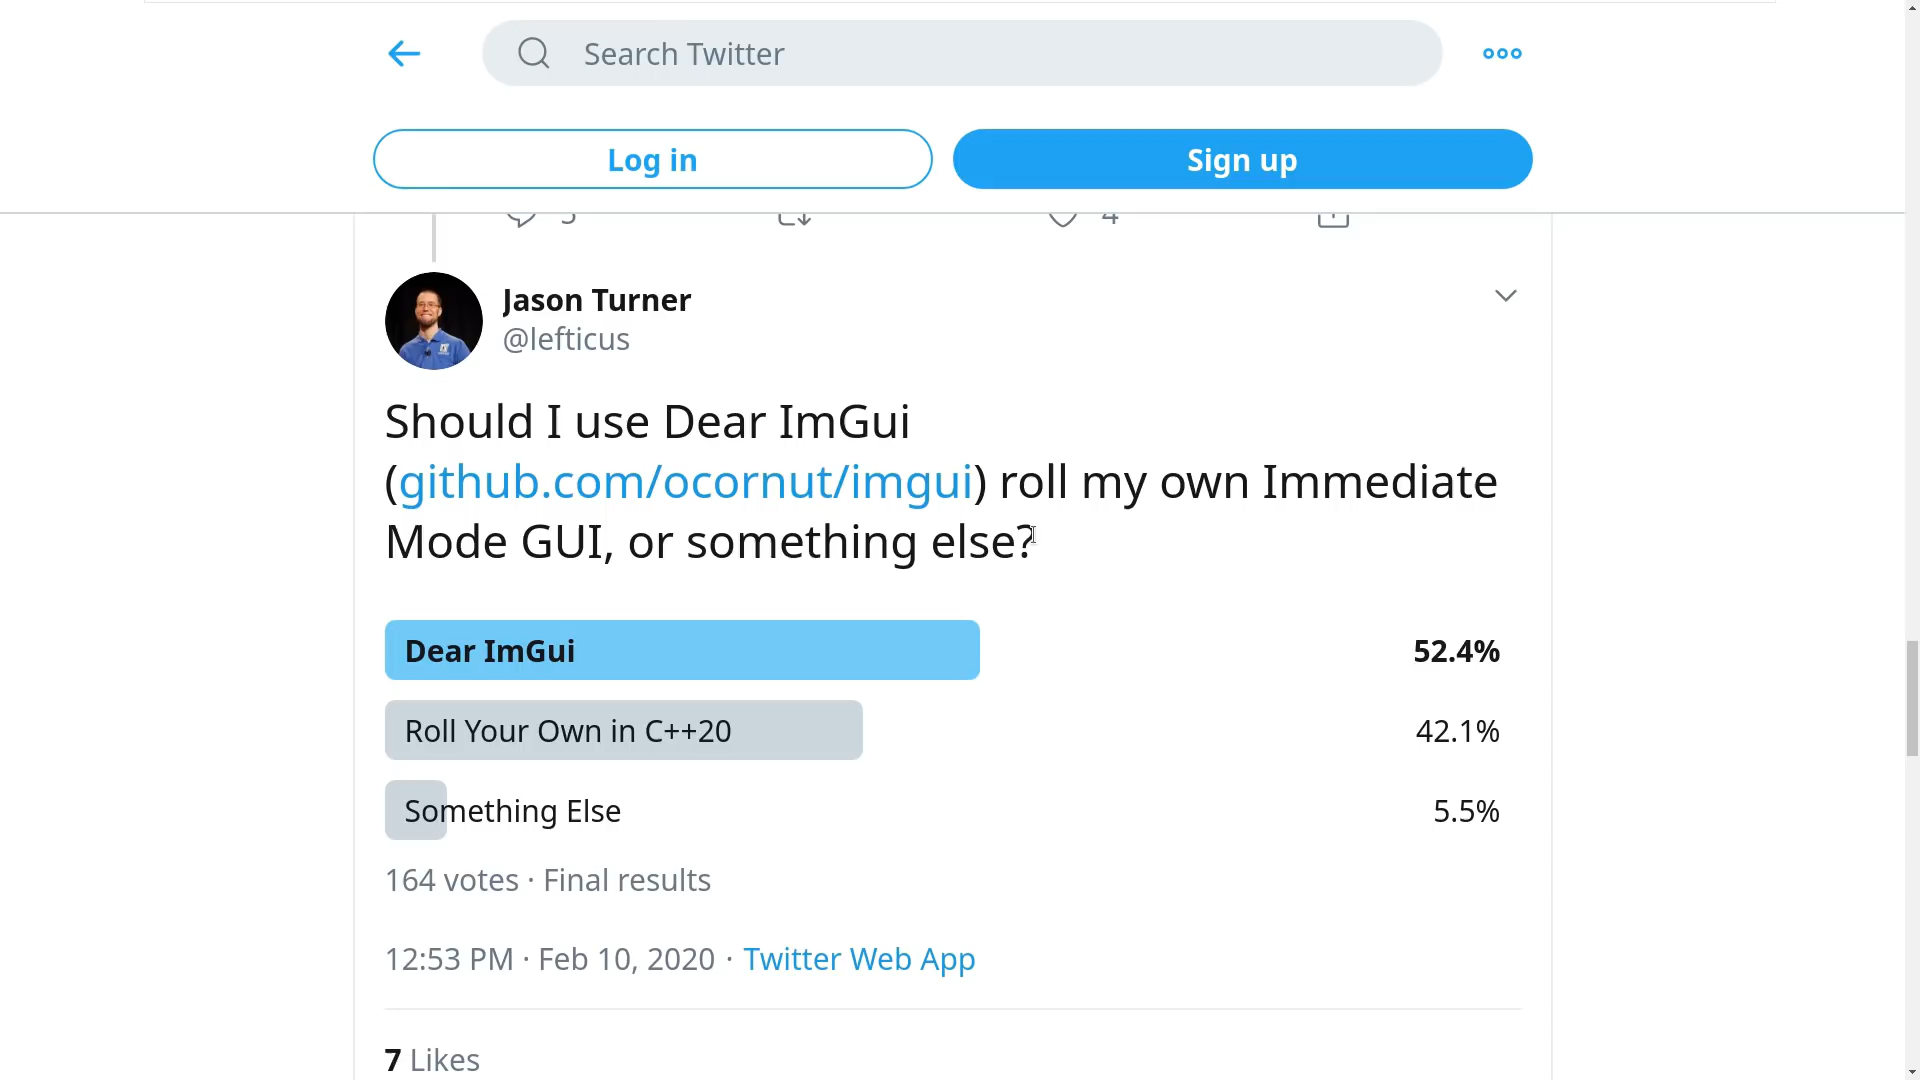 Search Twitter
Log in
Sign up
Jason Turner
@lefticus
Should I use Dear ImGui
(github.com/ocornut/imgui) roll my own Immediate
Mode GUI, or something else?
Dear ImGui 52.4%
Roll Your Own in C++20 42.1%
Something Else 5.5%
164 votes · Final results
12:53 PM · Feb 10, 2020 · Twitter Web App
7 Likes